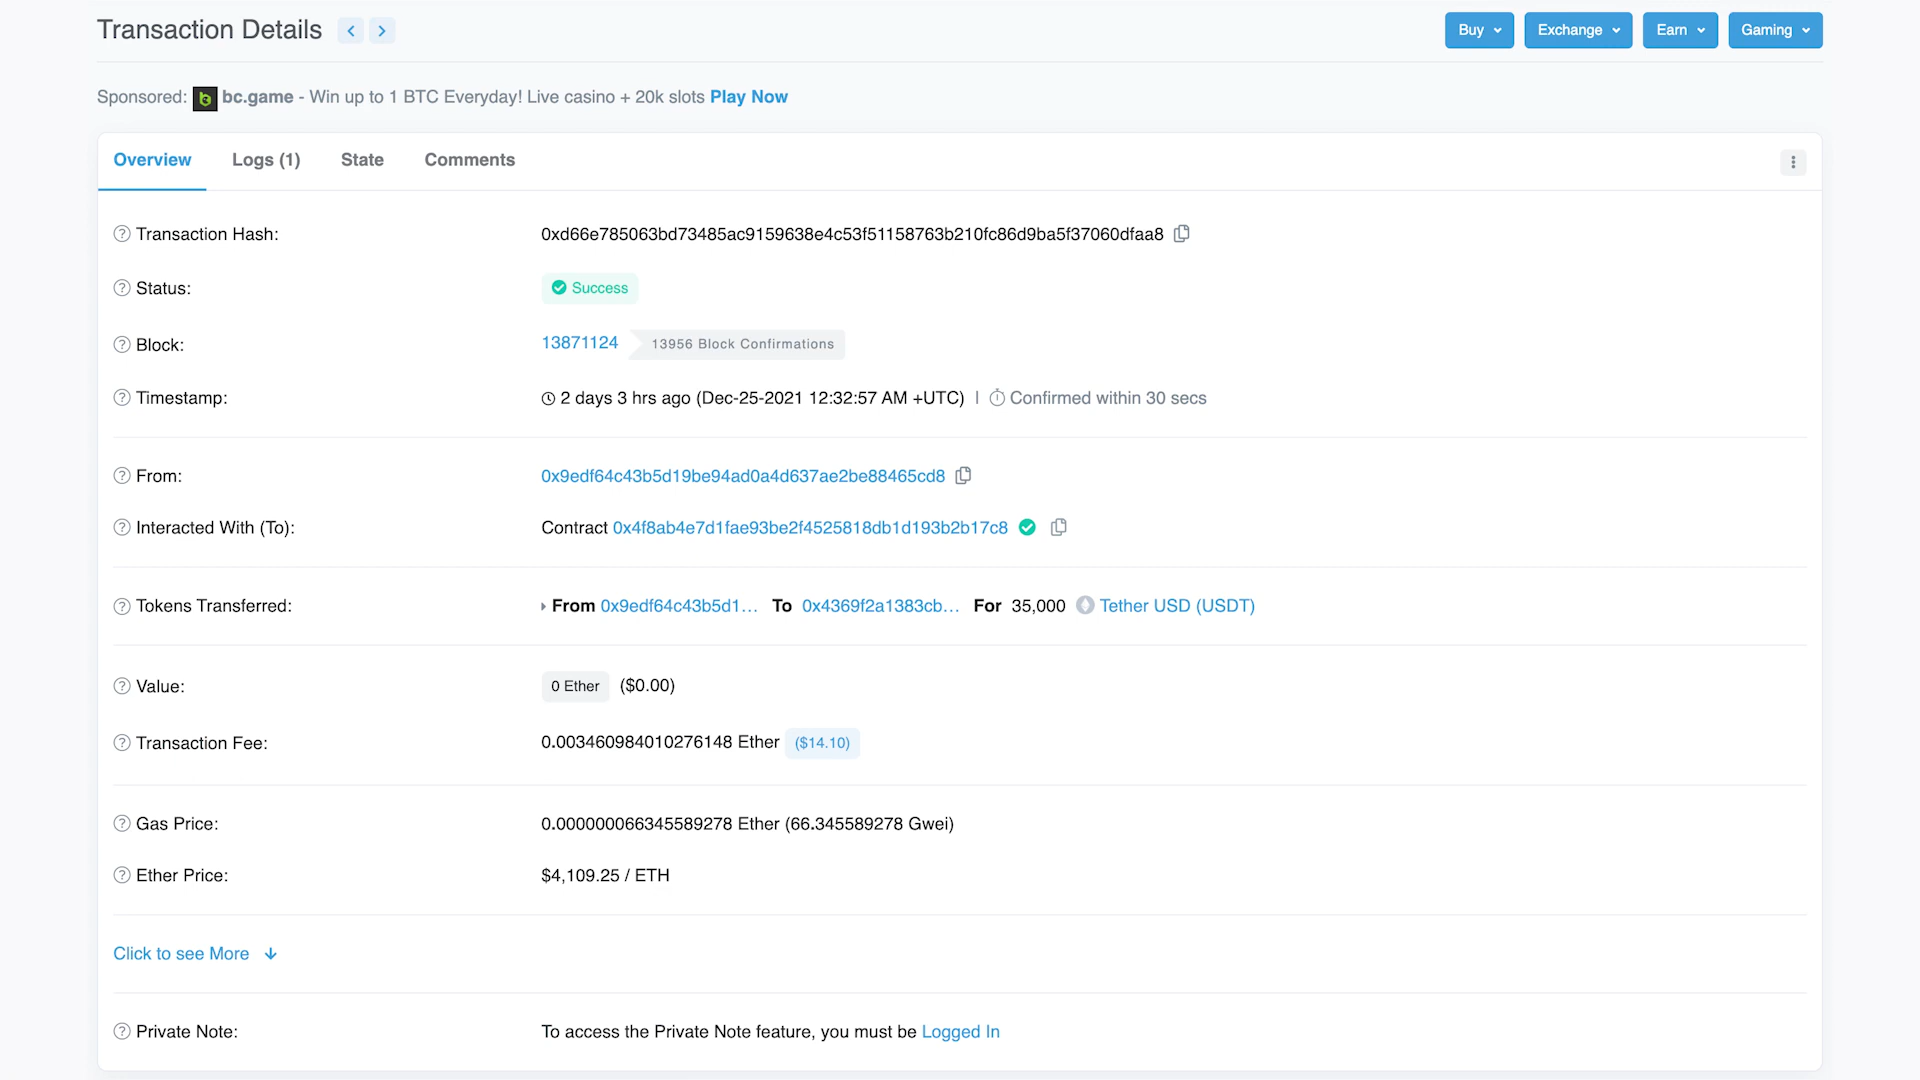 Transaction Details
Buy Exchange Earn Gaming
Sponsored: bc.game - Win up to 1 BTC Everyday! Live casino + 20k slots Play Now
Overview Logs (1) State Comments
Transaction Hash: 0xd66e785063bd73485ac9159638e4c53f51158763b210fc86d9ba5f37060dfaa8
Status: Success
Block: 13871124 13956 Block Confirmations
Timestamp: 2 days 3 hrs ago (Dec-25-2021 12:32:57 AM +UTC) | Confirmed within 30 secs
From: 0x9edf64c43b5d19be94ad0a4d637ae2be88465cd8
Interacted With (To): Contract 0x4f8ab4e7d1fae93be2f4525818db1d193b2b17c8
Tokens Transferred: From 0x9edf64c43b5d1... To 0x4369f2a1383cb... For 35,000 Tether USD (USDT)
Value: 0 Ether ($0.00)
Transaction Fee: 0.003460984010276148 Ether ($14.10)
Gas Price: 0.000000066345589278 Ether (66.345589278 Gwei)
Ether Price: $4,109.25 / ETH
Click to see More
Private Note: To access the Private Note feature, you must be Logged In